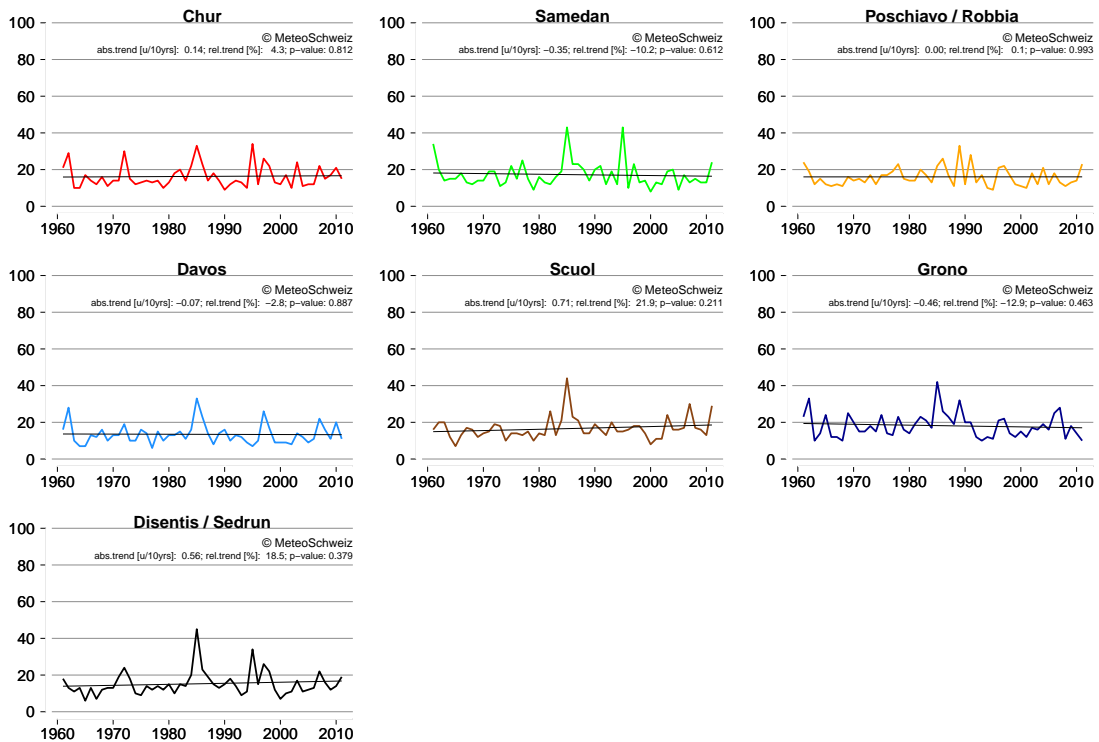 Chur
© MeteoSchweiz
abs.trend [u/10yrs]: 0.14; rel.trend [%]: 4.3; p−value: 0.812
100
80
60
40
20
0
1960 1970 1980 1990 2000 2010
Samedan
© MeteoSchweiz
abs.trend [u/10yrs]: −0.35; rel.trend [%]: −10.2; p−value: 0.612
100
80
60
40
20
0
1960 1970 1980 1990 2000 2010
Poschiavo / Robbia
© MeteoSchweiz
abs.trend [u/10yrs]: 0.00; rel.trend [%]: 0.1; p−value: 0.993
100
80
60
40
20
0
1960 1970 1980 1990 2000 2010
Davos
© MeteoSchweiz
abs.trend [u/10yrs]: −0.07; rel.trend [%]: −2.8; p−value: 0.887
100
80
60
40
20
0
1960 1970 1980 1990 2000 2010
Scuol
© MeteoSchweiz
abs.trend [u/10yrs]: 0.71; rel.trend [%]: 21.9; p−value: 0.211
100
80
60
40
20
0
1960 1970 1980 1990 2000 2010
Grono
© MeteoSchweiz
abs.trend [u/10yrs]: −0.46; rel.trend [%]: −12.9; p−value: 0.463
100
80
60
40
20
0
1960 1970 1980 1990 2000 2010
Disentis / Sedrun
© MeteoSchweiz
abs.trend [u/10yrs]: 0.56; rel.trend [%]: 18.5; p−value: 0.379
100
80
60
40
20
0
1960 1970 1980 1990 2000 2010